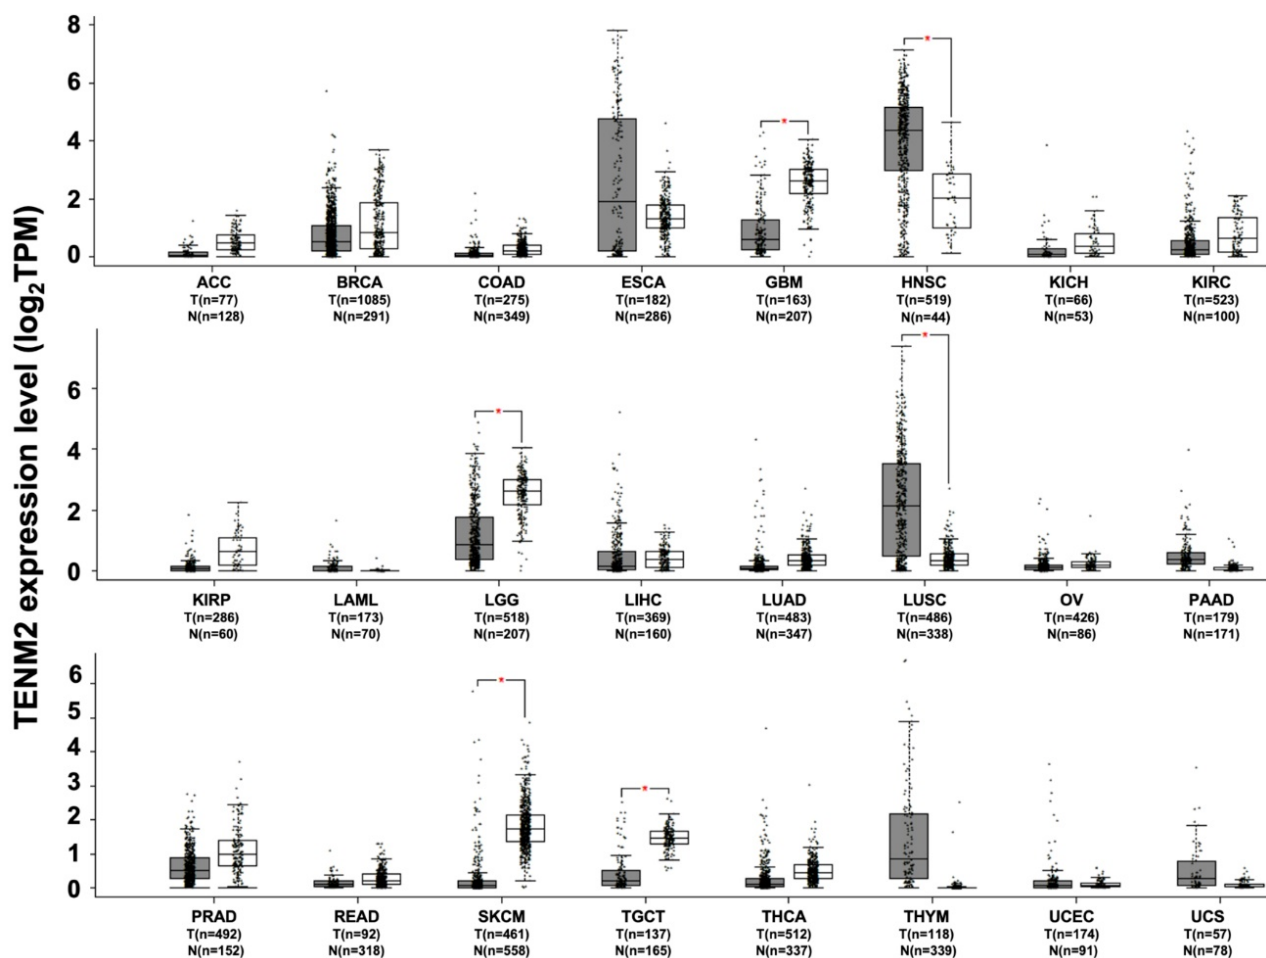 TENM2 expression level (log2TPM)
8
6
4
2
0
ACC BRCA COAD ESCA GBM HNSC KICH KIRC
T(n=77) T(n=1085) T(n=275) T(n=182) T(n=163) T(n=519) T(n=66) T(n=523)
N(n=128) N(n=291) N(n=349) N(n=286) N(n=207) N(n=44) N(n=53) N(n=100)
6
4
2
0
KIRP LAML LGG LIHC LUAD LUSC OV PAAD
T(n=286) T(n=173) T(n=518) T(n=369) T(n=483) T(n=486) T(n=426) T(n=179)
N(n=60) N(n=70) N(n=207) N(n=160) N(n=347) N(n=338) N(n=86) N(n=171)
6
5
4
3
2
1
0
PRAD READ SKCM TGCT THCA THYM UCEC UCS
T(n=492) T(n=92) T(n=461) T(n=137) T(n=512) T(n=118) T(n=174) T(n=57)
N(n=152) N(n=318) N(n=558) N(n=165) N(n=337) N(n=339) N(n=91) N(n=78)